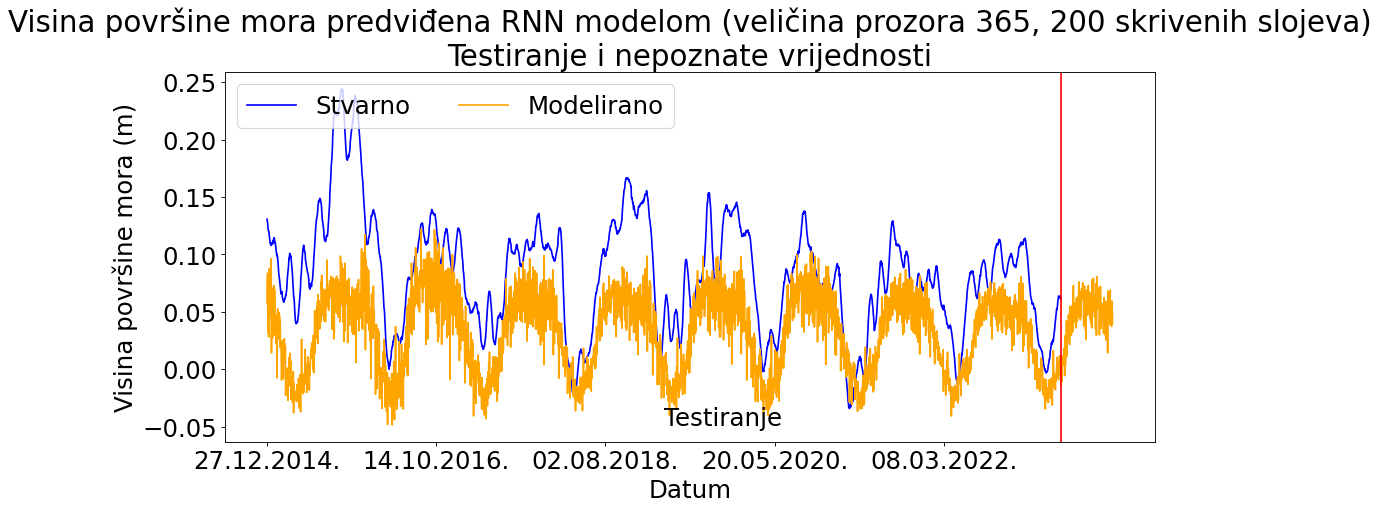 Visina površine mora predviđena RNN modelom (veličina prozora 365, 200 skrivenih slojeva)
Testiranje i nepoznate vrijednosti
Stvarno
Modelirano
Visina površine mora (m)
0.25
0.20
0.15
0.10
0.05
0.00
−0.05
Testiranje
27.12.2014.
14.10.2016.
02.08.2018.
20.05.2020.
08.03.2022.
Datum